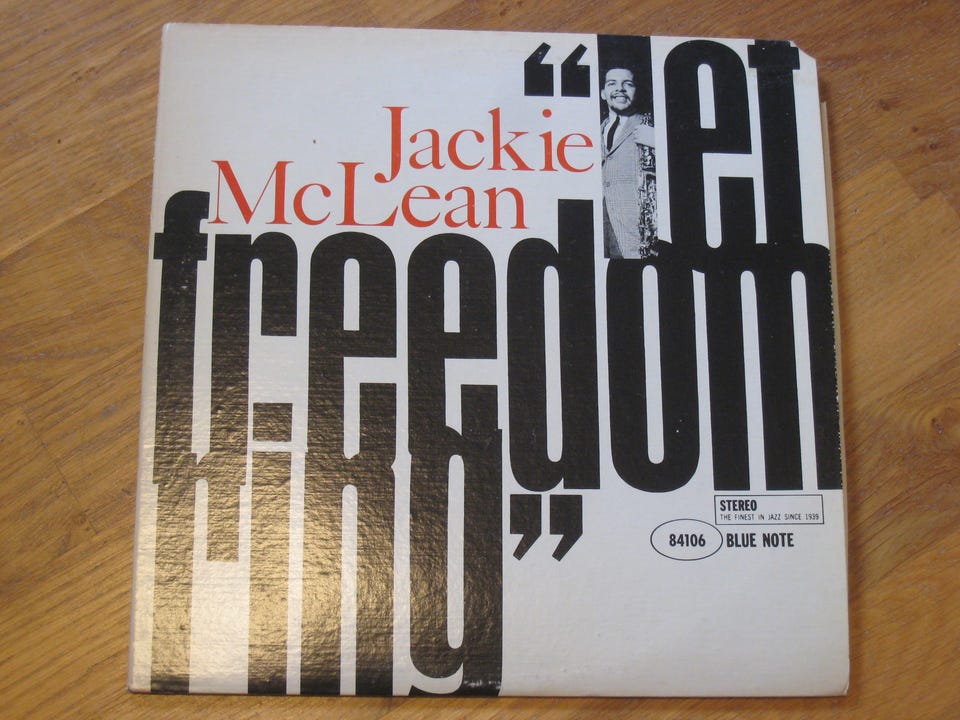 “let
Jackie
McLean
freedom
ring”
STEREO
THE FINEST IN JAZZ SINCE 1939
84106 BLUE NOTE